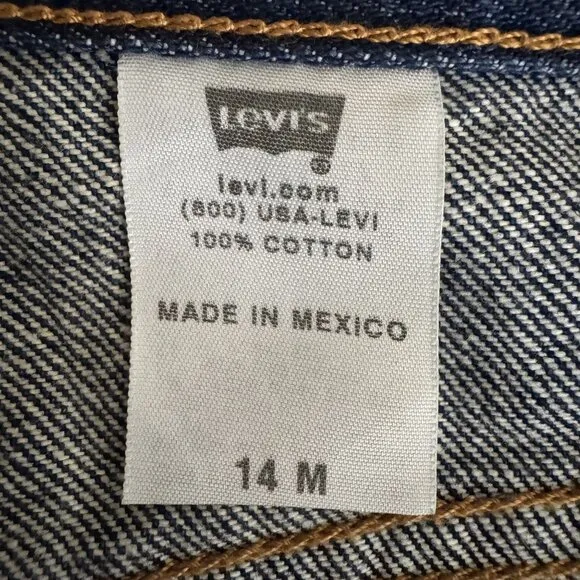 Levi's
levi.com
(800) USA-LEVI
100% COTTON
MADE IN MEXICO
14 M